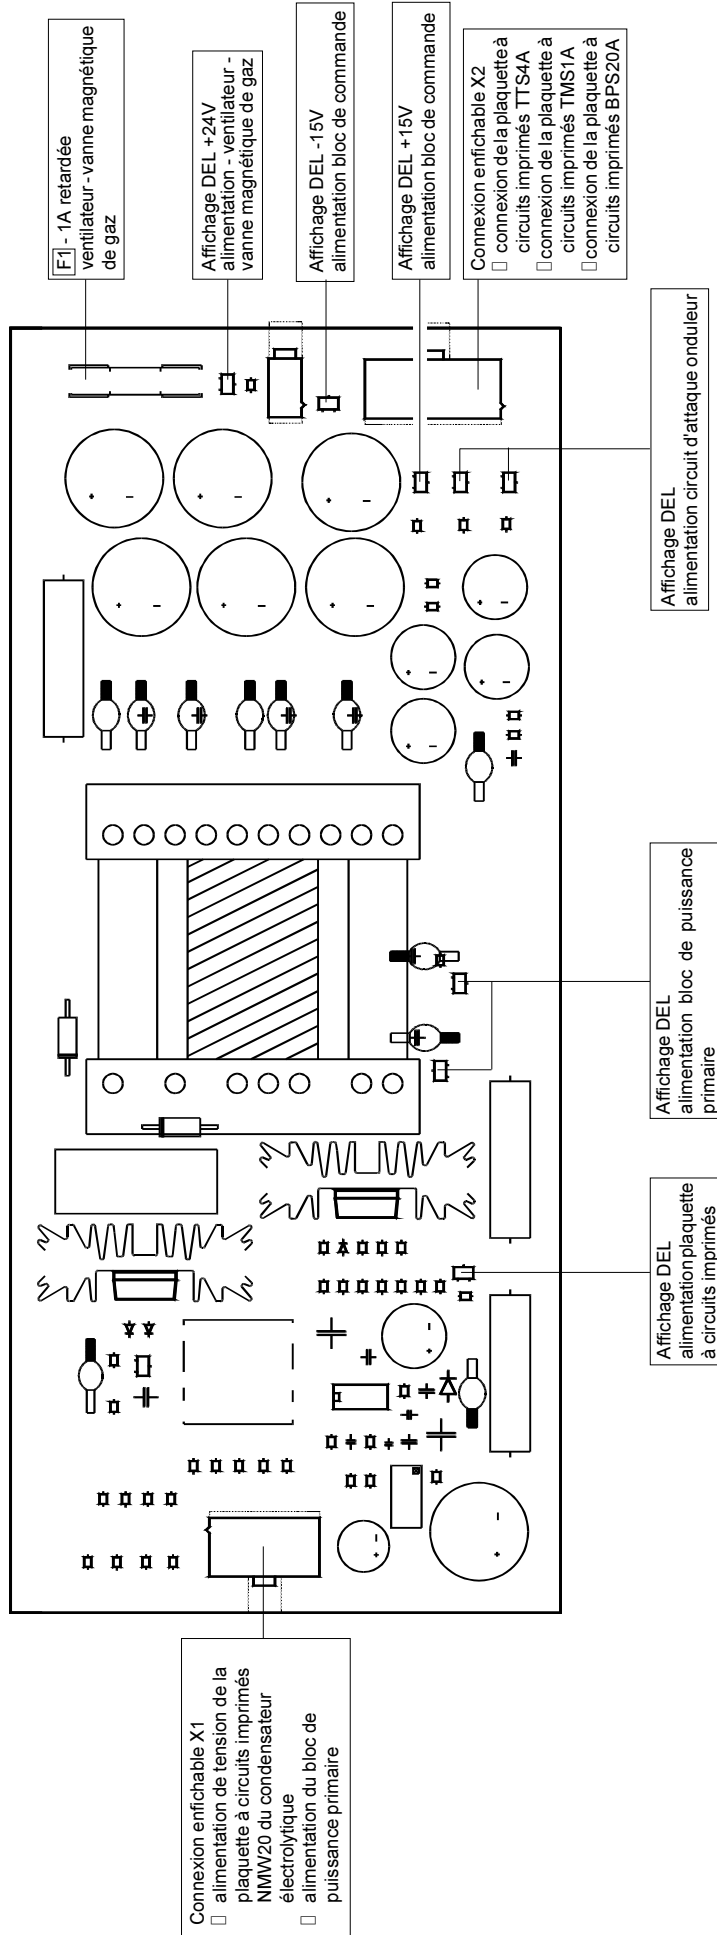 F1 - 1A retardée
ventilateur - vanne magnétique
de gaz
Affichage DEL +24V
alimentation - ventilateur -
vanne magnétique de gaz
Affichage DEL -15V
alimentation bloc de commande
Affichage DEL +15V
alimentation bloc de commande
Connexion enfichable X2
connexion de la plaquette à
circuits imprimés TTS4A
connexion de la plaquette à
circuits imprimés TMS1A
connexion de la plaquette à
circuits imprimés BPS20A
Affichage DEL
alimentation circuit d'attaque onduleur
Affichage DEL
alimentation bloc de puissance
primaire
Affichage DEL
alimentation plaquette
à circuits imprimés
Connexion enfichable X1
alimentation de tension de la
plaquette à circuits imprimés
NMW20 du condensateur
électrolytique
alimentation du bloc de
puissance primaire